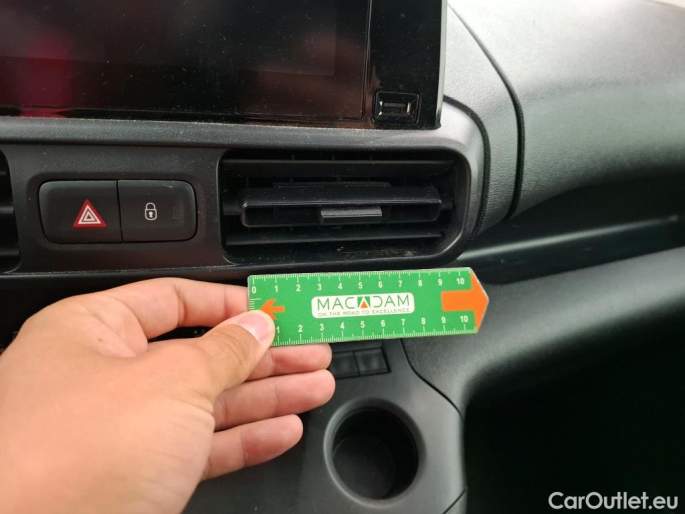 0 1 2 3 4 5 6 7 8 9 10
MACADAM
ON THE ROAD TO EXCELLENCE
1 2 3 4 5 6 7 8 9 10
CarOutlet.eu